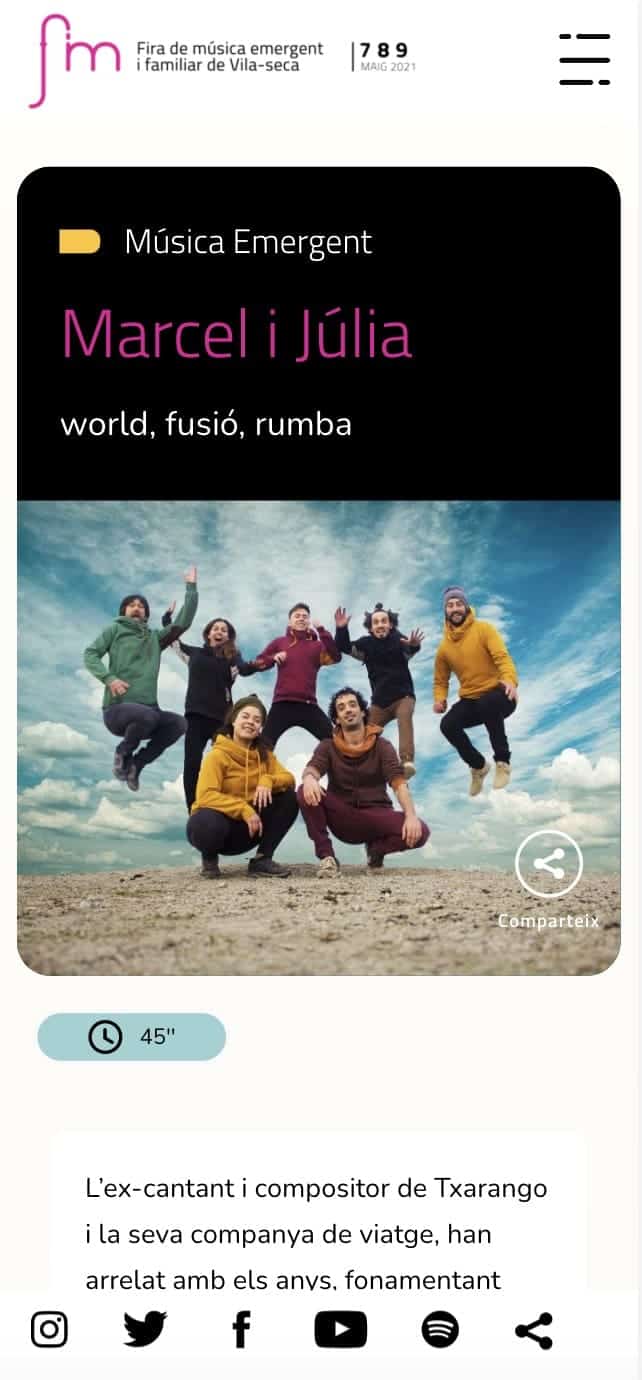 fim
Fira de música emergent
i familiar de Vila-seca
7 8 9
MAIG 2021
Música Emergent
Marcel i Júlia
world, fusió, rumba
Comparteix
45''
L’ex-cantant i compositor de Txarango
i la seva companya de viatge, han
arrelat amb els anys, fonamentant